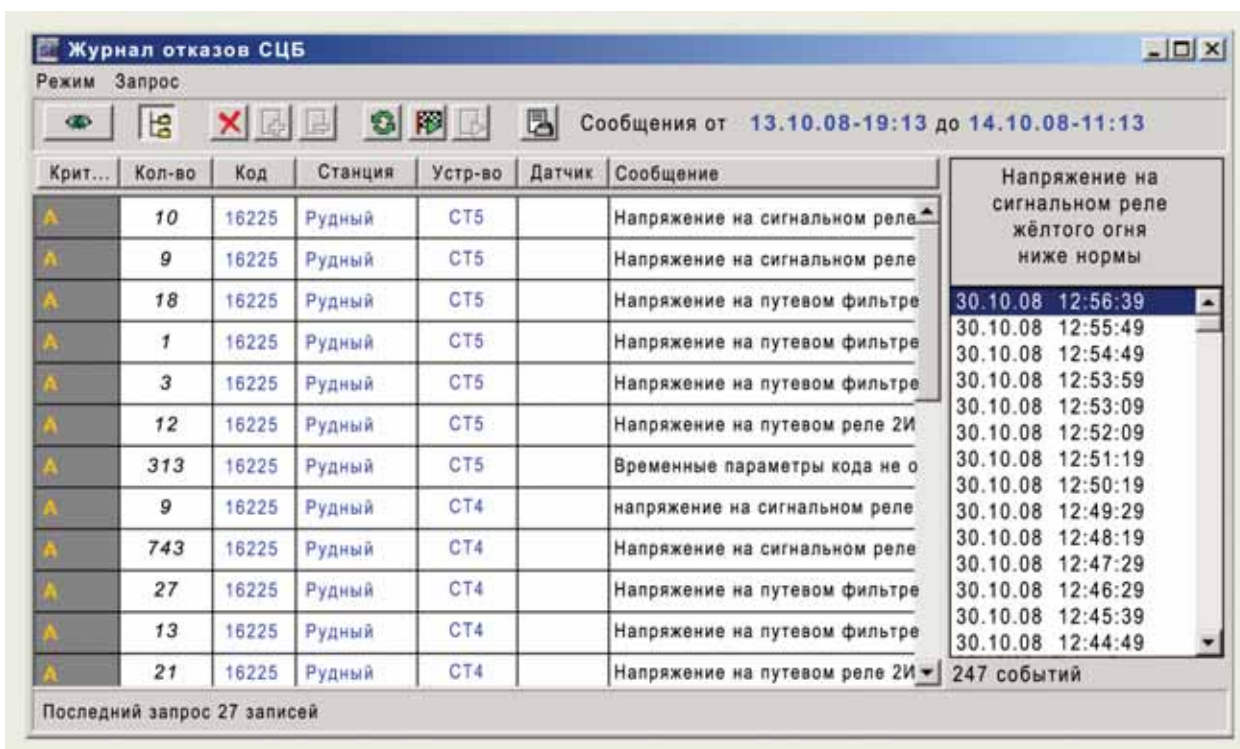 Журнал отказов СЦБ
Режим Запрос
Сообщения от 13.10.08-19:13 до 14.10.08-11:13
Крит... Кол-во Код Станция Устр-во Датчик Сообщение
A 10 16225 Рудный СТ5 Напряжение на сигнальном реле
A 9 16225 Рудный СТ5 Напряжение на сигнальном реле
A 18 16225 Рудный СТ5 Напряжение на путевом фильтре
A 1 16225 Рудный СТ5 Напряжение на путевом фильтре
A 3 16225 Рудный СТ5 Напряжение на путевом фильтре
A 12 16225 Рудный СТ5 Напряжение на путевом реле 2И
A 313 16225 Рудный СТ5 Временные параметры кода не о
A 9 16225 Рудный СТ4 напряжение на сигнальном реле
A 743 16225 Рудный СТ4 Напряжение на сигнальном реле
A 27 16225 Рудный СТ4 Напряжение на путевом фильтре
A 13 16225 Рудный СТ4 Напряжение на путевом фильтре
A 21 16225 Рудный СТ4 Напряжение на путевом реле 2И
Напряжение на
сигнальном реле
жёлтого огня
ниже нормы
30.10.08 12:56:39
30.10.08 12:55:49
30.10.08 12:54:49
30.10.08 12:53:59
30.10.08 12:53:09
30.10.08 12:52:09
30.10.08 12:51:19
30.10.08 12:50:19
30.10.08 12:49:29
30.10.08 12:48:19
30.10.08 12:47:29
30.10.08 12:46:29
30.10.08 12:45:39
30.10.08 12:44:49
247 событий
Последний запрос 27 записей